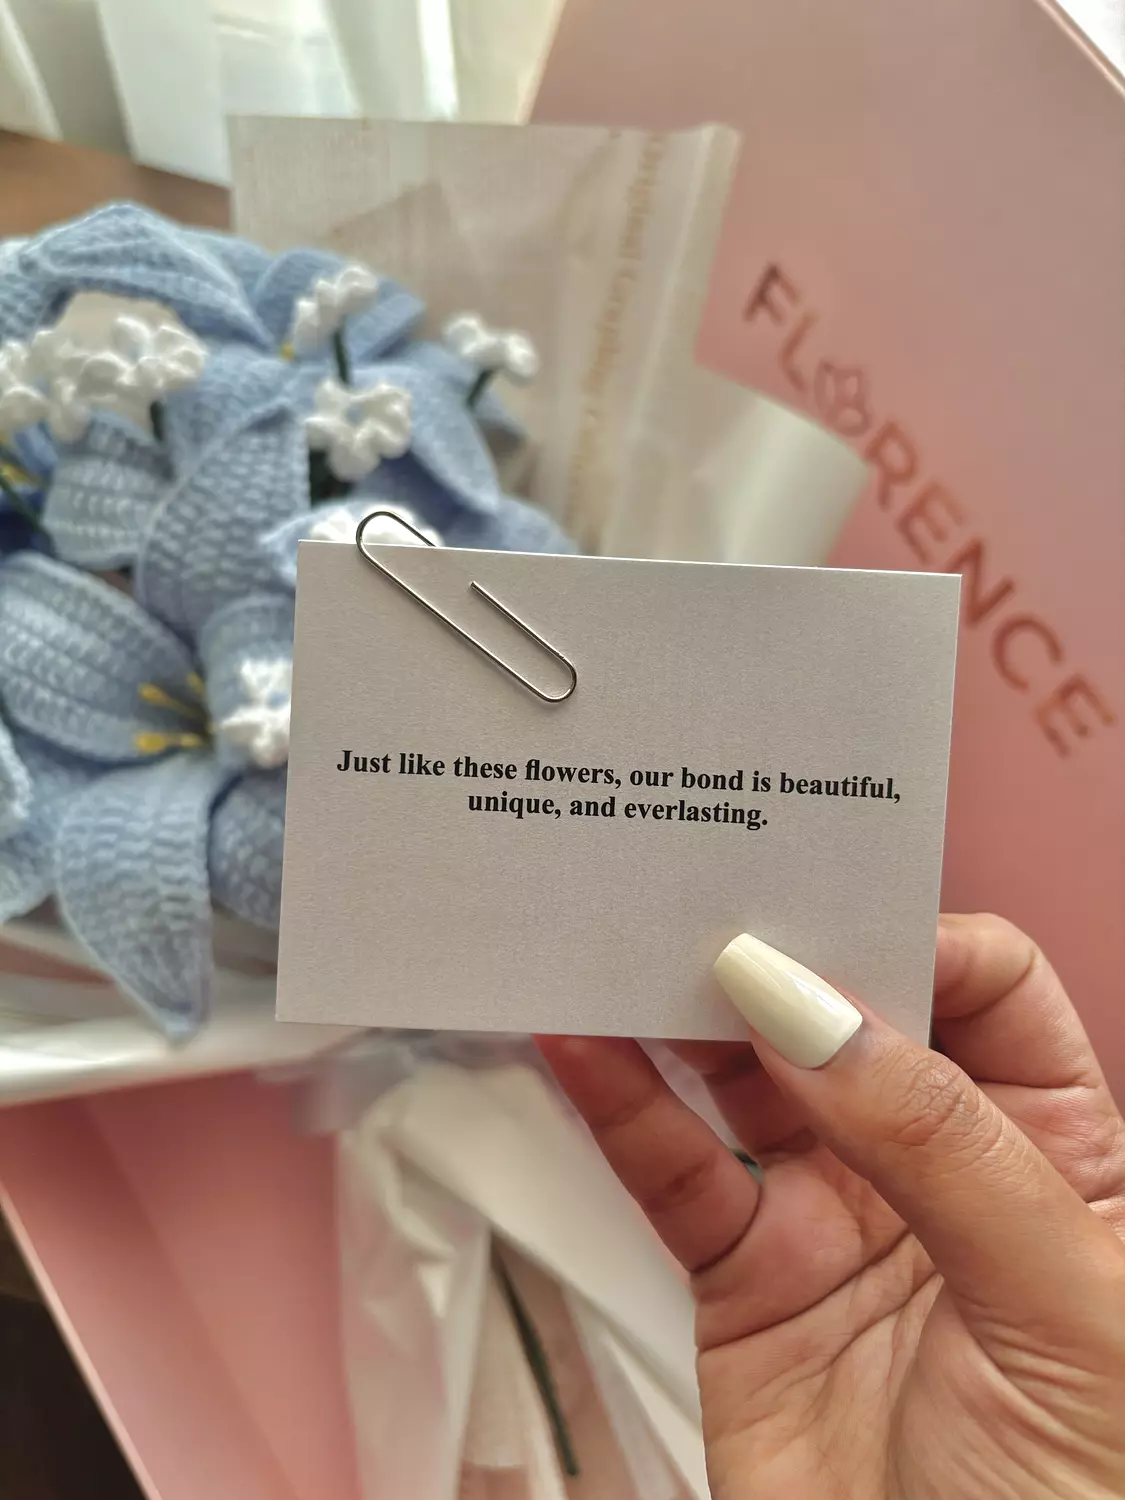 FLORENCE
Just like these flowers, our bond is beautiful,
unique, and everlasting.